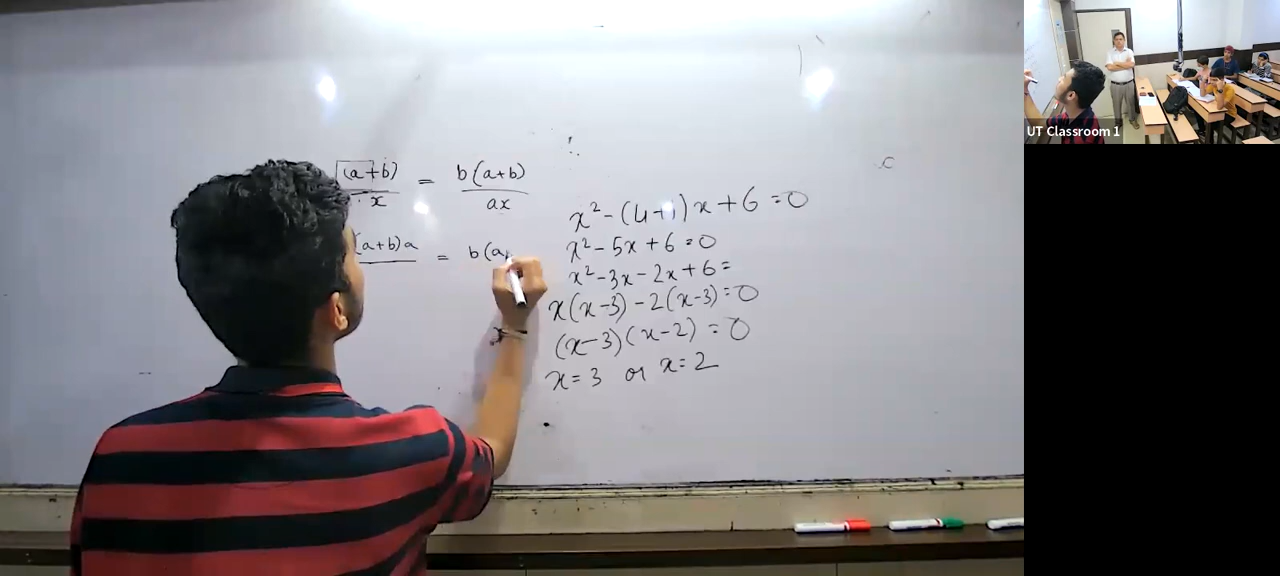 (a+b)/x = b(a+b)/ax
(a+b)a = b(a
x² - (4+1)x + 6 = 0
x² - 5x + 6 = 0
x² - 3x - 2x + 6 =
x(x-3) - 2(x-3) = 0
(x-3)(x-2) = 0
x = 3 or x = 2
C
UT Classroom 1